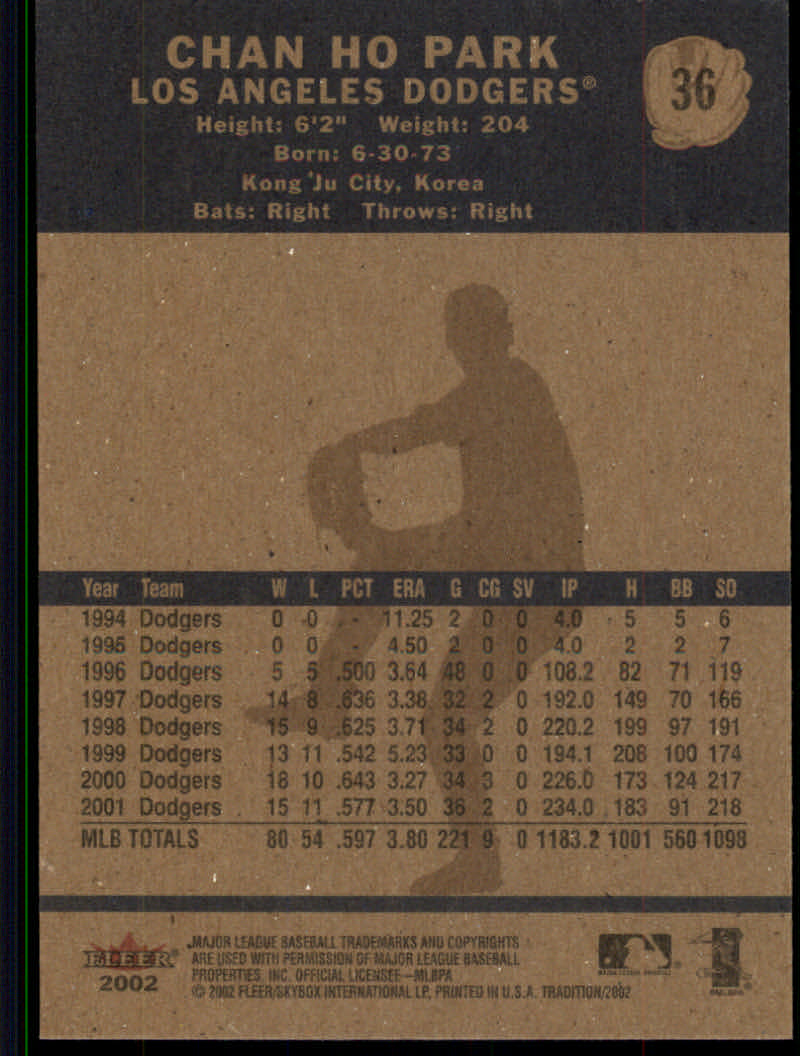 CHAN HO PARK
36
LOS ANGELES DODGERS®
Height: 6'2" Weight: 204
Born: 6-30-73
Kong Ju City, Korea
Bats: Right Throws: Right
Year Team W L PCT ERA G CG SV IP H BB SO
1994 Dodgers 0 0 - 11.25 2 0 0 4.0 5 5 6
1995 Dodgers 0 0 - 4.50 2 0 0 4.0 2 2 7
1996 Dodgers 5 5 .500 3.64 48 0 0 108.2 82 71 119
1997 Dodgers 14 8 .636 3.38 32 2 0 192.0 149 70 166
1998 Dodgers 15 9 .625 3.71 34 2 0 220.2 199 97 191
1999 Dodgers 13 11 .542 5.23 33 0 0 194.1 208 100 174
2000 Dodgers 18 10 .643 3.27 34 3 0 226.0 173 124 217
2001 Dodgers 15 11 .577 3.50 36 2 0 234.0 183 91 218
MLB TOTALS 80 54 .597 3.80 221 9 0 1183.2 1001 560 1098
FLEER®
2002
MAJOR LEAGUE BASEBALL TRADEMARKS AND COPYRIGHTS
ARE USED WITH PERMISSION OF MAJOR LEAGUE BASEBALL
PROPERTIES, INC. OFFICIAL LICENSEE—MLBPA
© 2002 FLEER/SKYBOX INTERNATIONAL LP, PRINTED IN U.S.A. TRADITION/2002